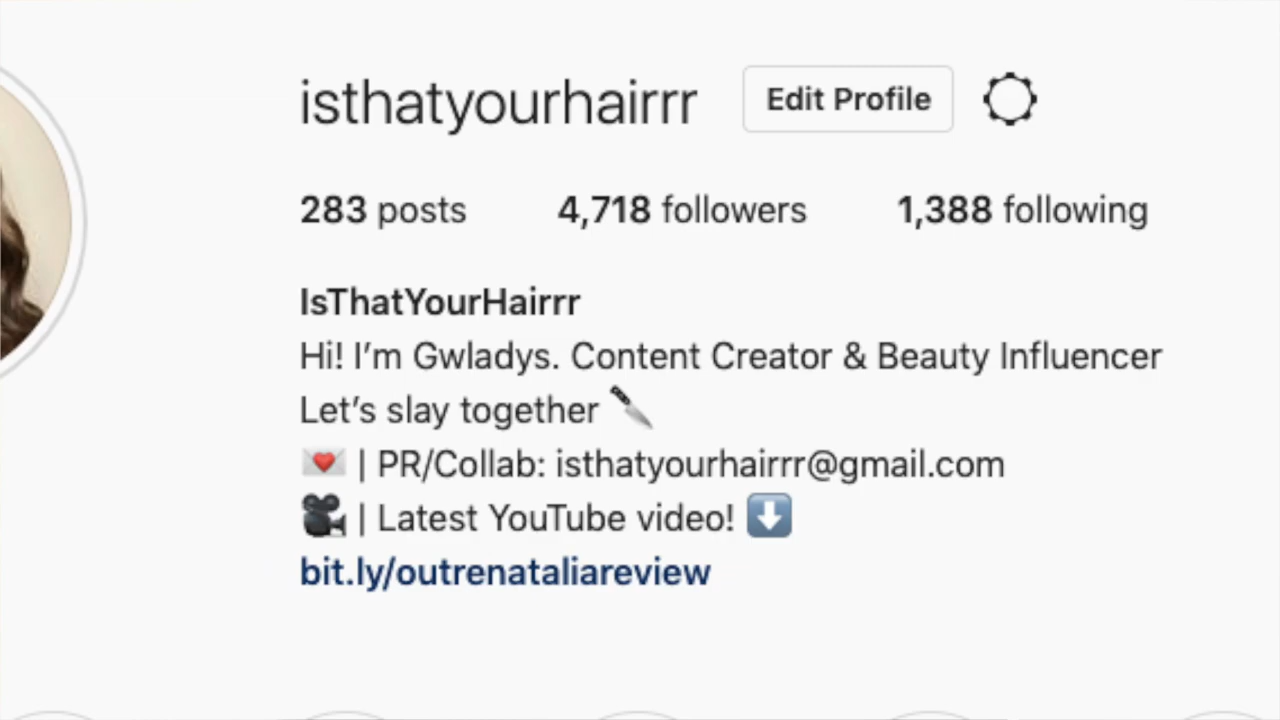 isthatyourhairrr Edit Profile
283 posts 4,718 followers 1,388 following
IsThatYourHairrr
Hi! I’m Gwladys. Content Creator & Beauty Influencer
Let’s slay together 🔪
💌 | PR/Collab: isthatyourhairrr@gmail.com
🎥 | Latest YouTube video! ⬇️
bit.ly/outrenataliareview